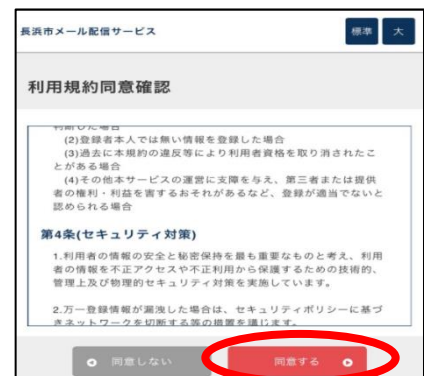 長浜市メール配信サービス
標準 大
利用規約同意確認
判断した場合
(2)登録者本人では無い情報を登録した場合
(3)過去に本規約の違反等により利用者資格を取り消されたこ
とがある場合
(4)その他本サービスの運営に支障を与え、第三者または提供
者の権利・利益を害するおそれがあるなど、登録が適当でないと
認められる場合
第4条(セキュリティ対策)
1.利用者の情報の安全と秘密保持を最も重要なものと考え、利用
者の情報を不正アクセスや不正利用から保護するための技術的、
管理上及び物理的セキュリティ対策を実施しています。
2.万一登録情報が漏洩した場合は、セキュリティポリシーに基づ
きネットワークを切断する等の措置を講じます。
同意しない 同意する